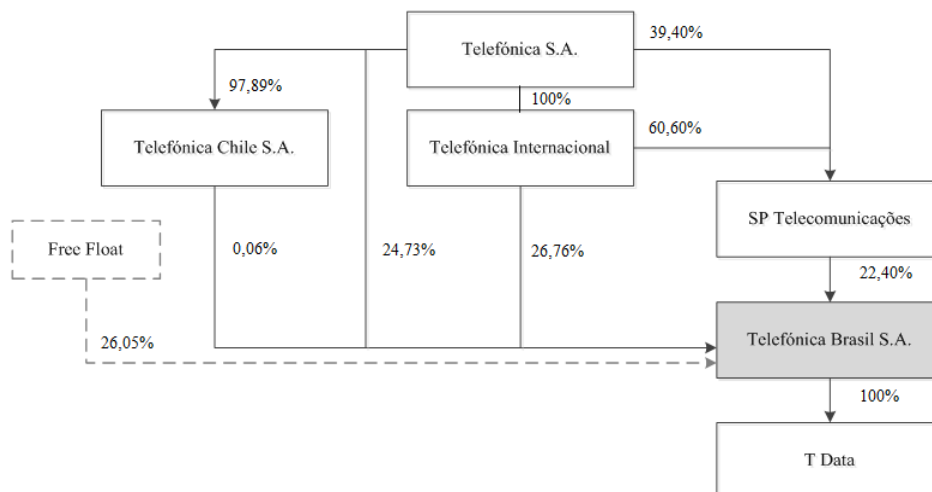 Telefónica S.A.
39,40%
97,89%
100%
Telefónica Chile S.A.
Telefónica Internacional
60,60%
SP Telecomunicações
Free Float
0,06%
24,73%
26,76%
22,40%
26,05%
Telefónica Brasil S.A.
100%
T Data